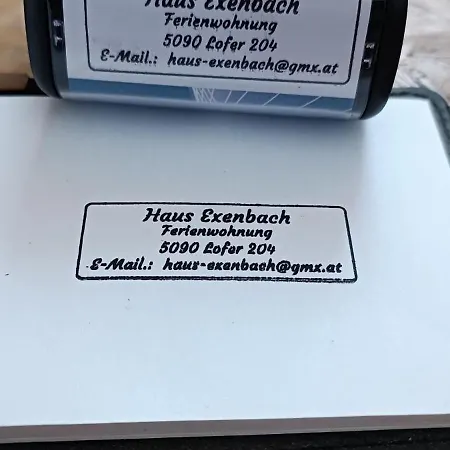 Haus Exenbach
Ferienwohnung
5090 Lofer 204
E-Mail.: haus-exenbach@gmx.at
Haus Exenbach
Ferienwohnung
5090 Lofer 204
E-Mail.: haus-exenbach@gmx.at